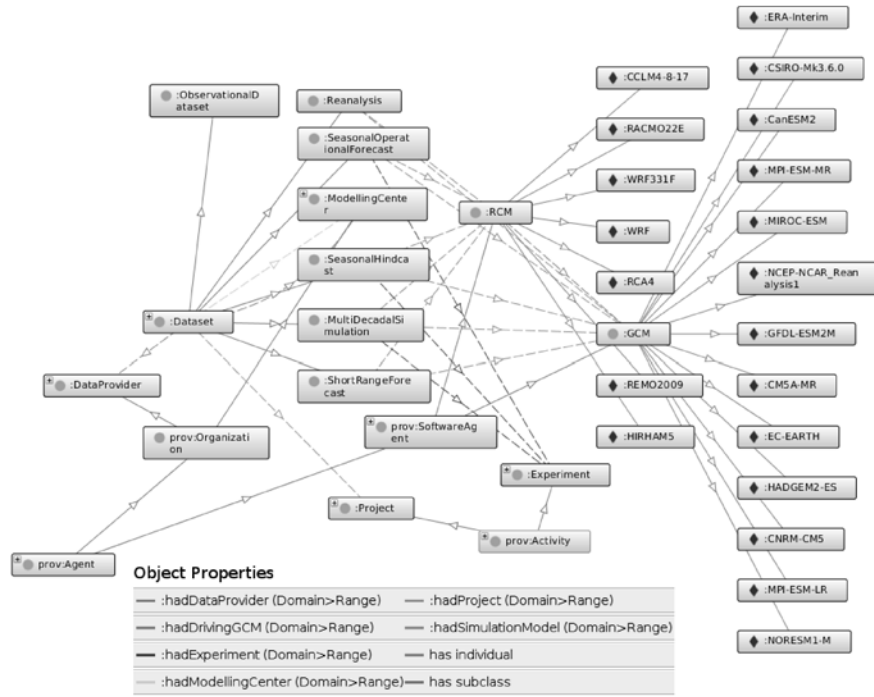 :ERA-Interim
:CSIRO-Mk3.6.0
:CanESM2
:MPI-ESM-MR
:MIROC-ESM
:NCEP-NCAR_Rean
alysis1
:GFDL-ESM2M
:CM5A-MR
:EC-EARTH
:HADGEM2-ES
:CNRM-CM5
:MPI-ESM-LR
:NORESM1-M
:CCLM4-8-17
:RACMO22E
:WRF331F
:WRF
:RCA4
:GCM
:REMO2009
:HIRHAM5
:RCM
:ObservationalD
ataset
:Reanalysis
:SeasonalOperat
ionalForecast
:ModellingCente
r
:SeasonalHindca
st
:MultiDecadalSi
mulation
:ShortRangeFore
cast
:Dataset
:DataProvider
prov:Organizati
on
prov:SoftwareAg
ent
:Experiment
:Project
prov:Activity
prov:Agent
Object Properties
:hadDataProvider (Domain>Range)
:hadProject (Domain>Range)
:hadDrivingGCM (Domain>Range)
:hadSimulationModel (Domain>Range)
:hadExperiment (Domain>Range)
has individual
:hadModellingCenter (Domain>Range)
has subclass